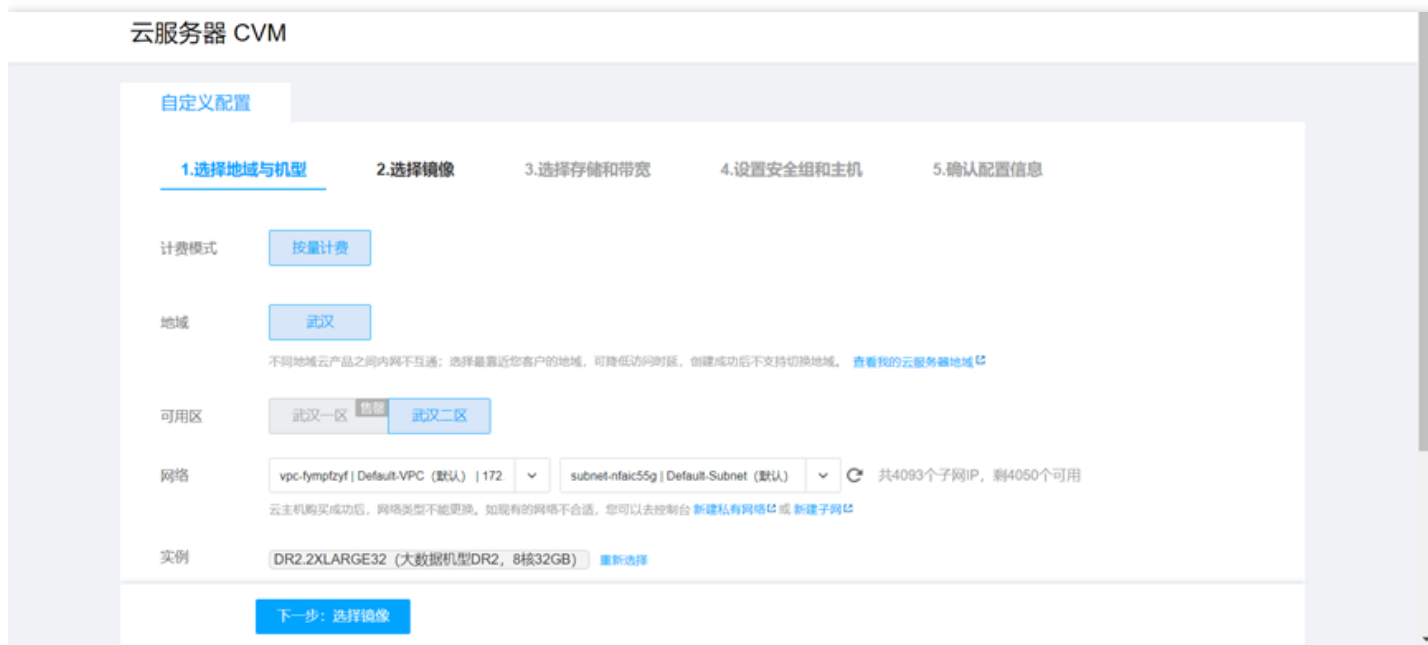 云服务器 CVM
自定义配置
1.选择地域与机型 2.选择镜像 3.选择存储和带宽 4.设置安全组和主机 5.确认配置信息
计费模式 按量计费
地域 武汉
不同地域云产品之间内网不互通；选择最靠近您客户的地域，可降低访问时延，创建成功后不支持切换地域。 查看我的云服务器地域
可用区 武汉一区 售罄 武汉二区
网络 vpc-fympfzyf | Default-VPC（默认） | 172 subnet-nfaic55g | Default-Subnet（默认） 共4093个子网IP，剩4050个可用
云主机购买成功后，网络类型不能更换。如现有的网络不合适，您可以去控制台 新建私有网络 或 新建子网
实例 DR2.2XLARGE32（大数据机型DR2，8核32GB） 重新选择
下一步：选择镜像